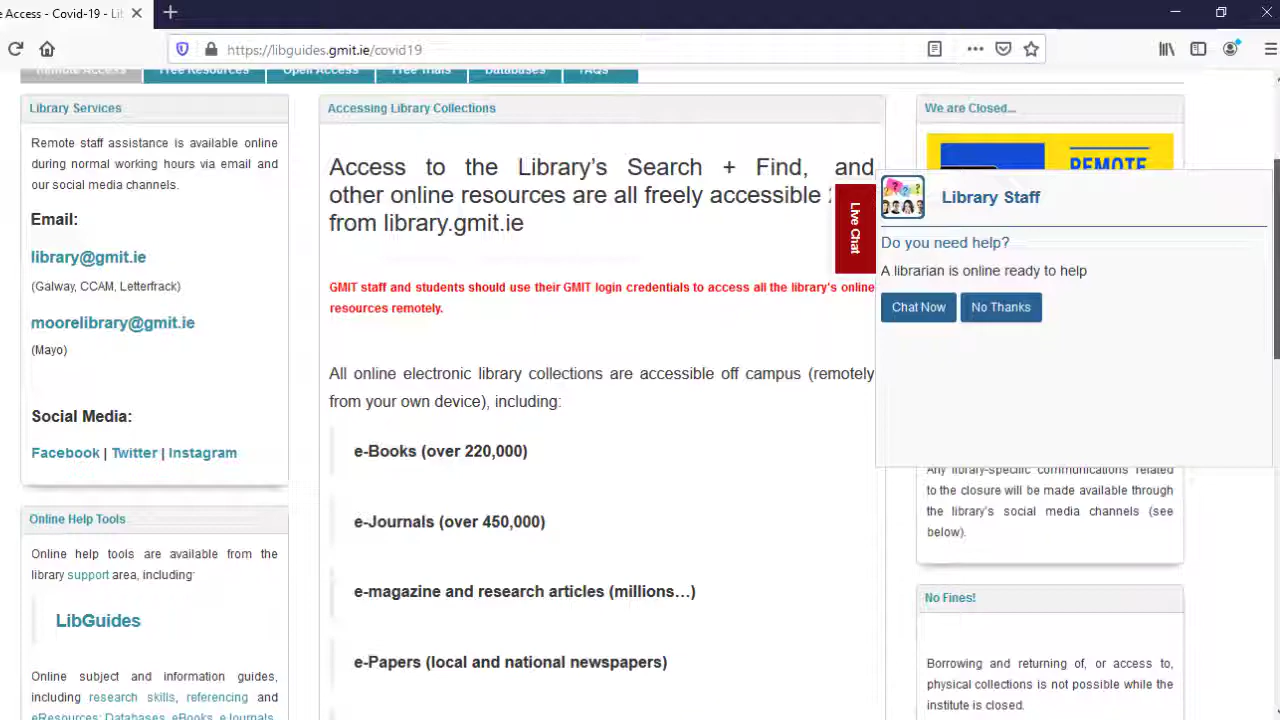 e Access - Covid-19 - Lit
https://libguides.gmit.ie/covid19
Remote Access
Free Resources
Open Access
Free Trials
Databases
FAQs
Library Services
Remote staff assistance is available online
during normal working hours via email and
our social media channels.
Email:
library@gmit.ie
(Galway, CCAM, Letterfrack)
moorelibrary@gmit.ie
(Mayo)
Social Media:
Facebook | Twitter | Instagram
Online Help Tools
Online help tools are available from the
library support area, including:
LibGuides
Online subject and information guides,
including research skills, referencing and
eResources: Databases, eBooks, eJournals,
Accessing Library Collections
Access to the Library's Search + Find, and
other online resources are all freely accessible
from library.gmit.ie
GMIT staff and students should use their GMIT login credentials to access all the library's online
resources remotely.
All online electronic library collections are accessible off campus (remotely
from your own device), including:
e-Books (over 220,000)
e-Journals (over 450,000)
e-magazine and research articles (millions…)
e-Papers (local and national newspapers)
We are Closed...
REMOTE
Live Chat
Library Staff
Do you need help?
A librarian is online ready to help
Chat Now
No Thanks
Any library-specific communications related
to the closure will be made available through
the library's social media channels (see
below).
No Fines!
Borrowing and returning of, or access to,
physical collections is not possible while the
institute is closed.